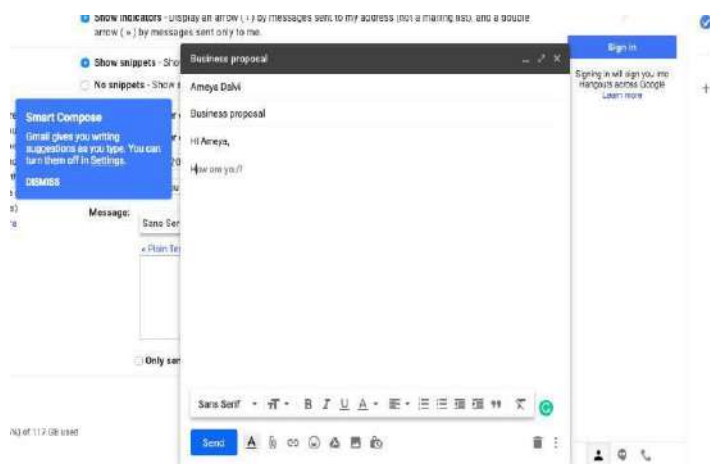 Show indicators - Display an arrow ( › ) by messages sent to my address (not a mailing list), and a double
arrow ( » ) by messages sent only to me.
Show snippets - Sho
No snippets - Show
Smart Compose
Gmail gives you writing
suggestions as you type. You can
turn them off in Settings.
DISMISS
Message:
Sans Ser
« Plain Te
Only sen
of 117 GB used
Business proposal
Ameya Dalvi
Business proposal
Hi Ameya,
How are you?
Sans Serif
B I U A
Send A
Sign in
Signing in will sign you into
Hangouts across Google
Learn more